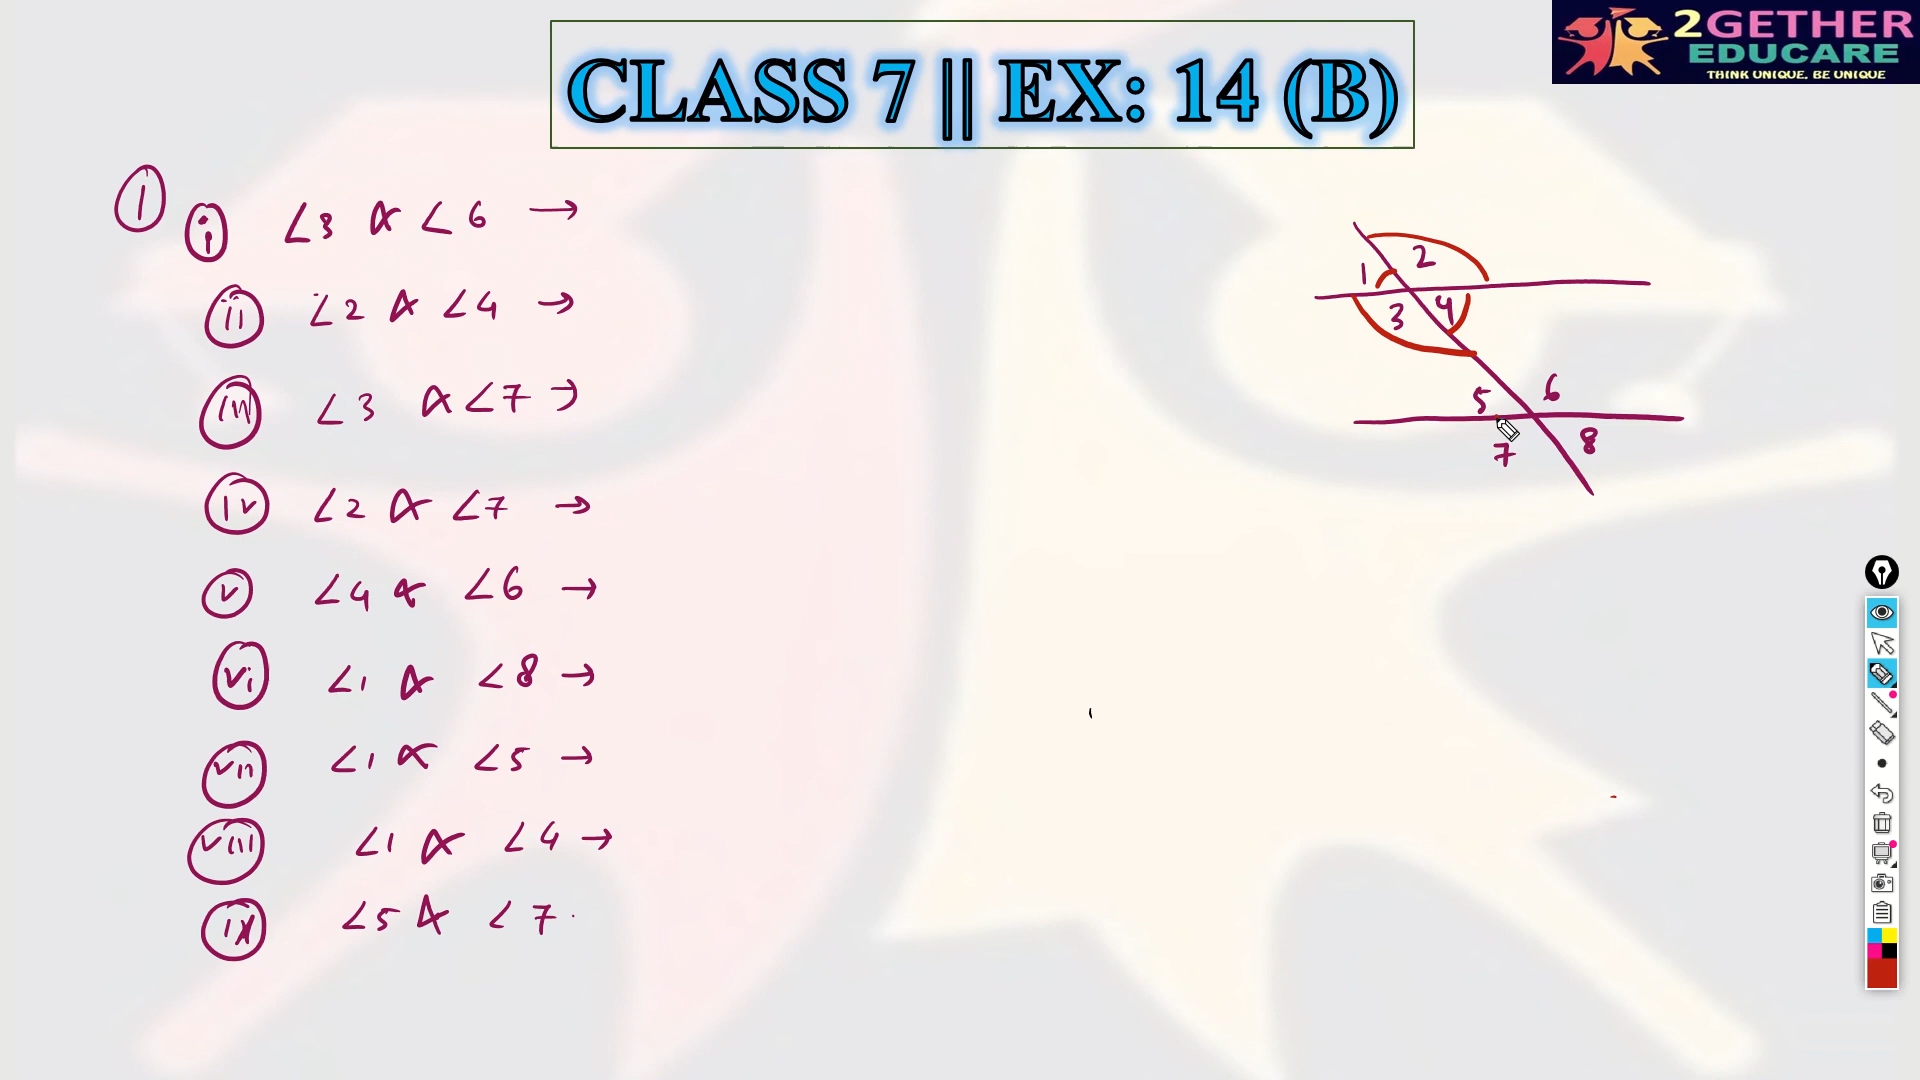 2GETHER
EDUCARE
THINK UNIQUE, BE UNIQUE
CLASS 7 || EX: 14 (B)
1
i ∠3 & ∠6 →
ii ∠2 & ∠4 →
iii ∠3 & ∠7 →
iv ∠2 & ∠7 →
v ∠4 & ∠6 →
vi ∠1 & ∠8 →
vii ∠1 & ∠5 →
viii ∠1 & ∠4 →
ix ∠5 & ∠7
1 2
3 4
5 6
7 8